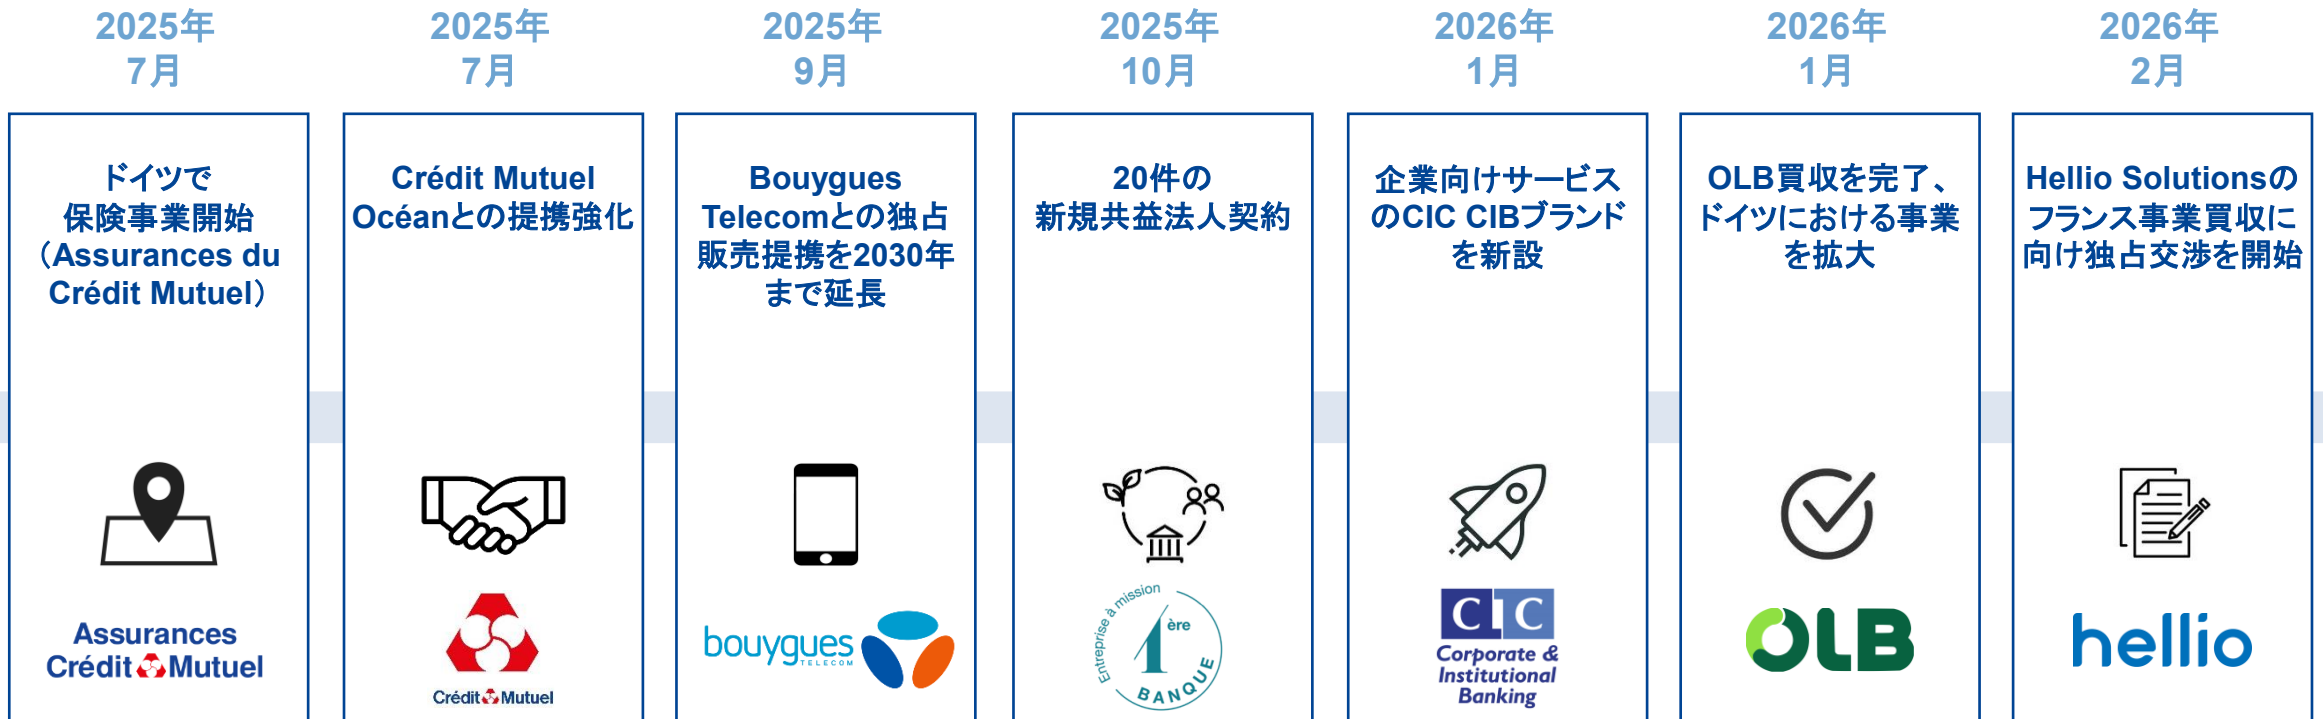 2025年
7月
ドイツで
保険事業開始
（Assurances du
Crédit Mutuel）
Assurances
Crédit Mutuel
2025年
7月
Crédit Mutuel
Océanとの提携強化
Crédit Mutuel
2025年
9月
Bouygues
Telecomとの独占
販売提携を2030年
まで延長
bouygues
TELECOM
2025年
10月
20件の
新規共益法人契約
Entreprise à mission
1ère
BANQUE
2026年
1月
企業向けサービス
のCIC CIBブランド
を新設
CIC
Corporate &
Institutional
Banking
2026年
1月
OLB買収を完了、
ドイツにおける事業
を拡大
OLB
2026年
2月
Hellio Solutionsの
フランス事業買収に
向け独占交渉を開始
hellio